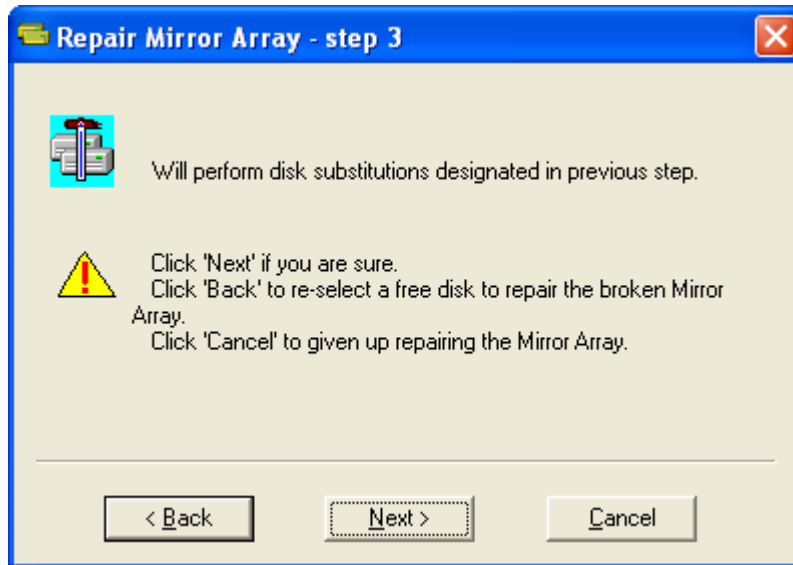 Repair Mirror Array - step 3
Will perform disk substitutions designated in previous step.
Click 'Next' if you are sure.
Click 'Back' to re-select a free disk to repair the broken Mirror
Array.
Click 'Cancel' to given up repairing the Mirror Array.
< Back
Next >
Cancel